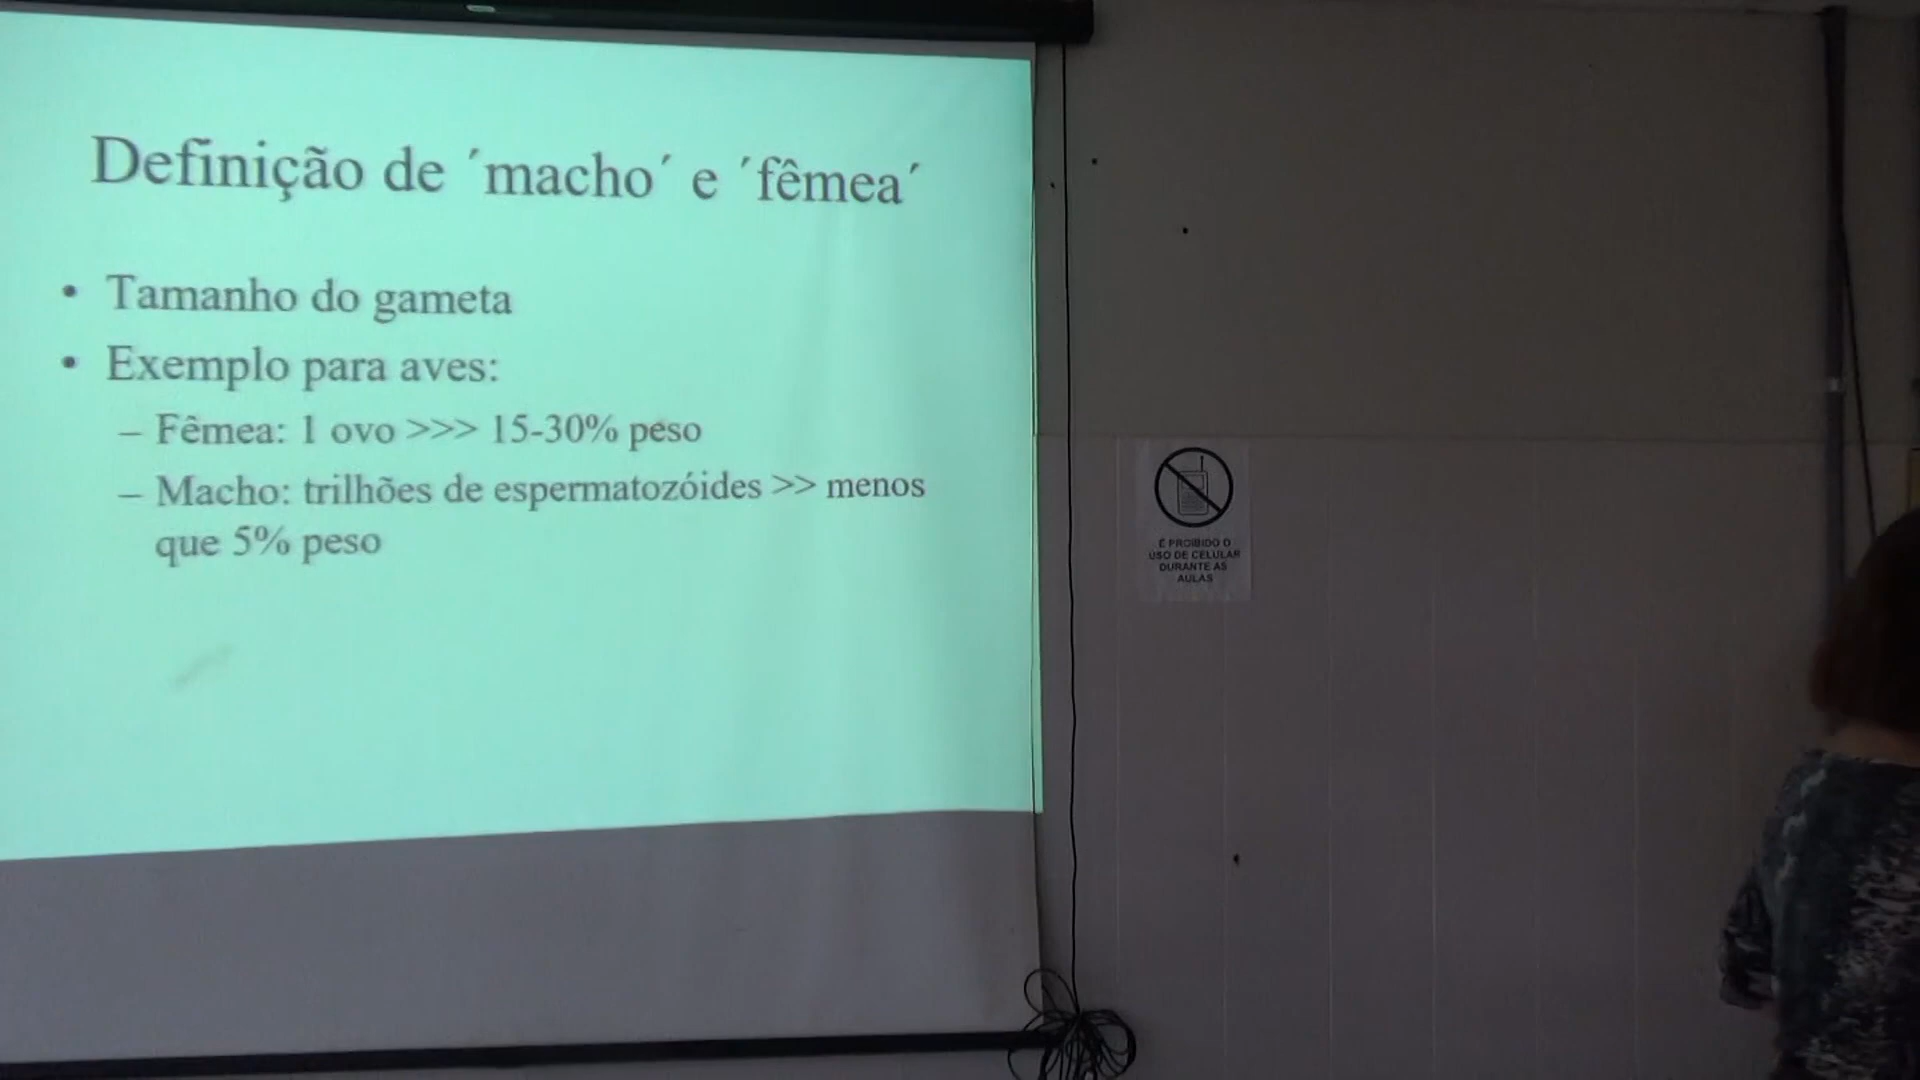 Definição de ´macho´ e ´fêmea´
• Tamanho do gameta
• Exemplo para aves:
– Fêmea: 1 ovo >>> 15-30% peso
– Macho: trilhões de espermatozóides >> menos
que 5% peso
É PROIBIDO O
USO DE CELULAR
DURANTE AS
AULAS